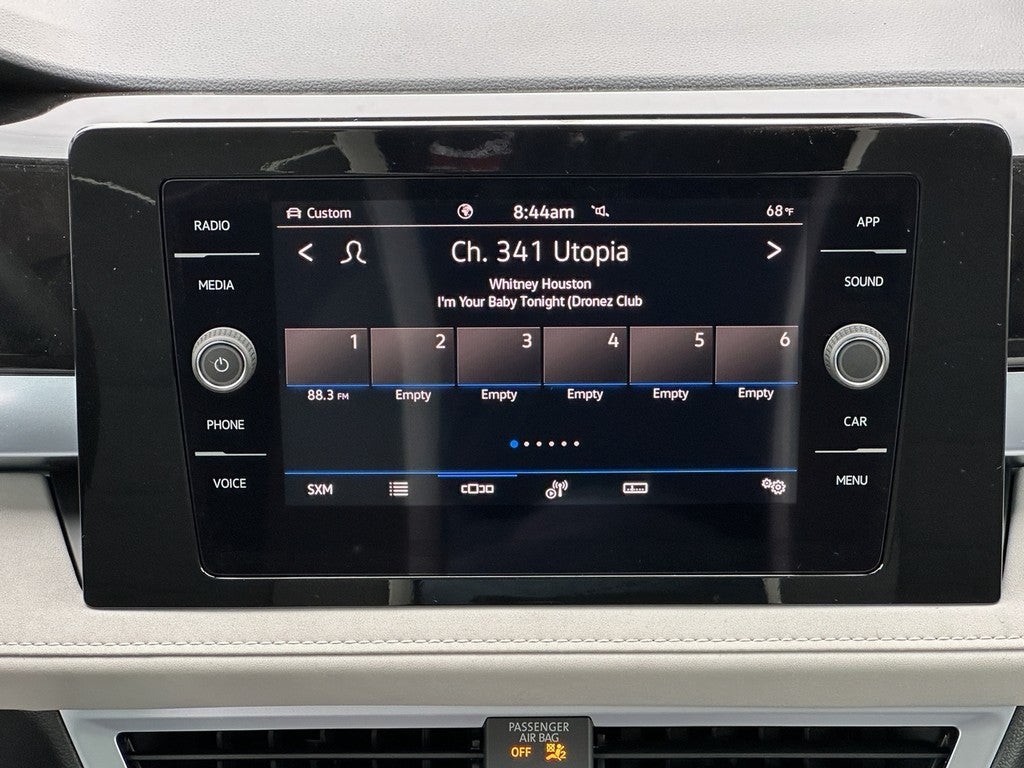 RADIO
MEDIA
PHONE
VOICE
Custom 8:44am 68°F
Ch. 341 Utopia
Whitney Houston
I'm Your Baby Tonight (Dronez Club
1 2 3 4 5 6
88.3 FM Empty Empty Empty Empty Empty
SXM
APP
SOUND
CAR
MENU
PASSENGER
AIR BAG
OFF